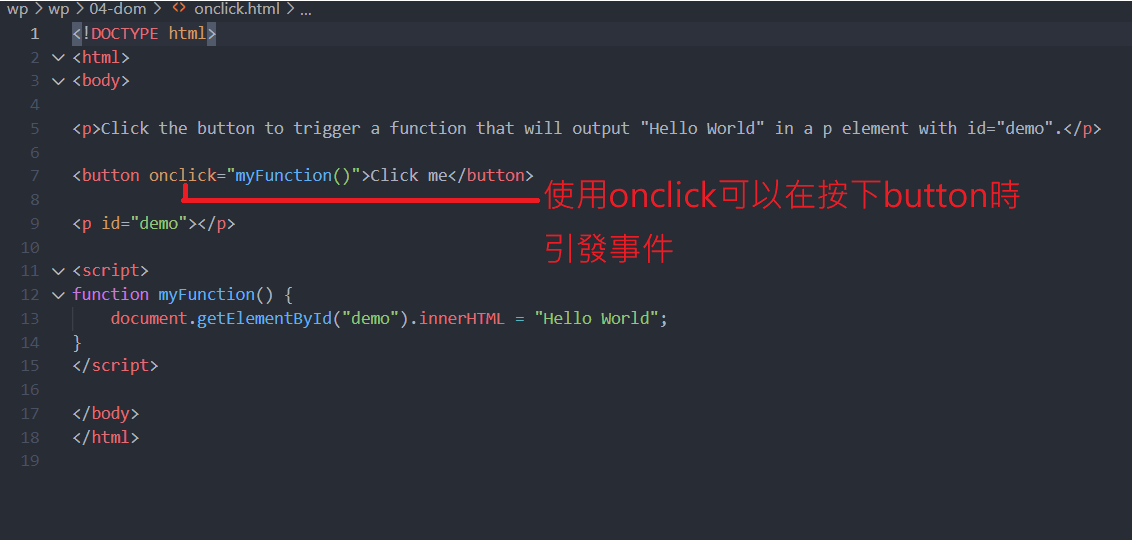 wp > wp > 04-dom > <> onclick.html > ...
1 <!DOCTYPE html>
2 <html>
3 <body>
4
5 <p>Click the button to trigger a function that will output "Hello World" in a p element with id="demo".</p>
6
7 <button onclick="myFunction()">Click me</button>
使用onclick可以在按下button時
8
9 <p id="demo"></p>
引發事件
10
11 <script>
12 function myFunction() {
13     document.getElementById("demo").innerHTML = "Hello World";
14 }
15 </script>
16
17 </body>
18 </html>
19